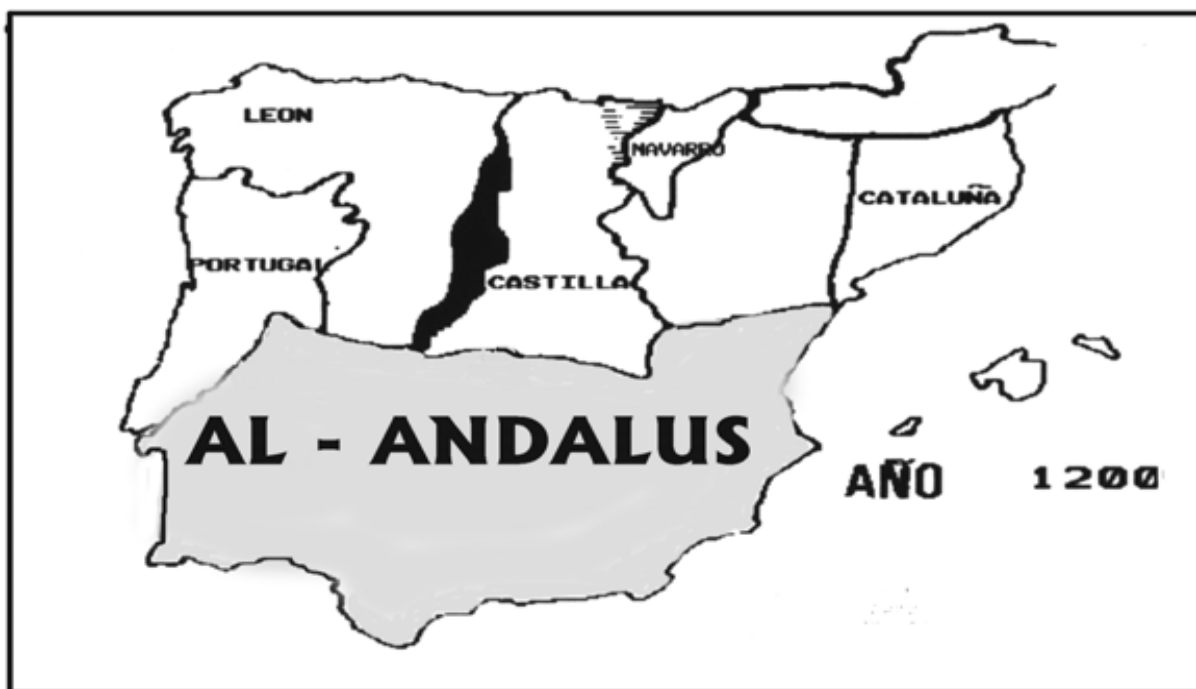 LEON
NAVARRO
CATALUÑA
PORTUGAL
CASTILLA
AL - ANDALUS
AÑO 1200